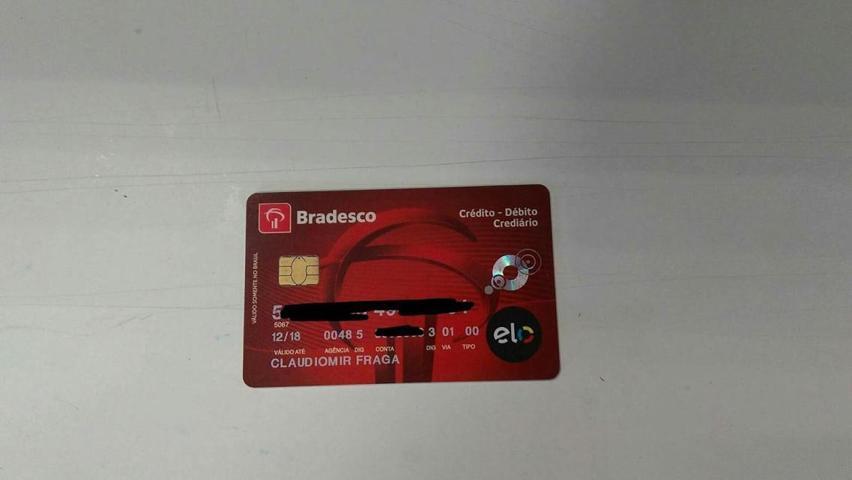 Bradesco
Crédito - Débito
Crediário
VÁLIDO SOMENTE NO BRASIL
5067
12/18 0048 5 3 01 00
VÁLIDO ATÉ AGÊNCIA DIG CONTA DIG VIA TIPO
CLAUDIOMIR FRAGA
elo